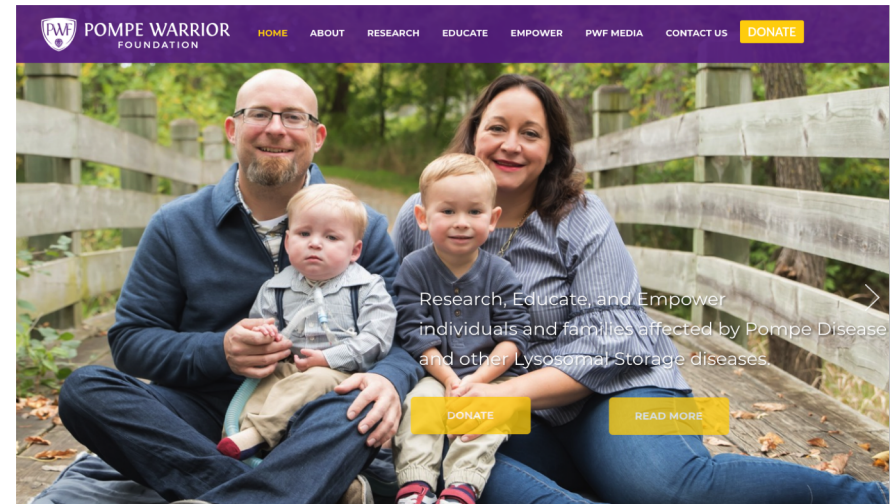 PWF
POMPE WARRIOR
FOUNDATION
HOME ABOUT RESEARCH EDUCATE EMPOWER PWF MEDIA CONTACT US DONATE
Research, Educate, and Empower
individuals and families affected by Pompe Disease
and other Lysosomal Storage diseases.
DONATE READ MORE